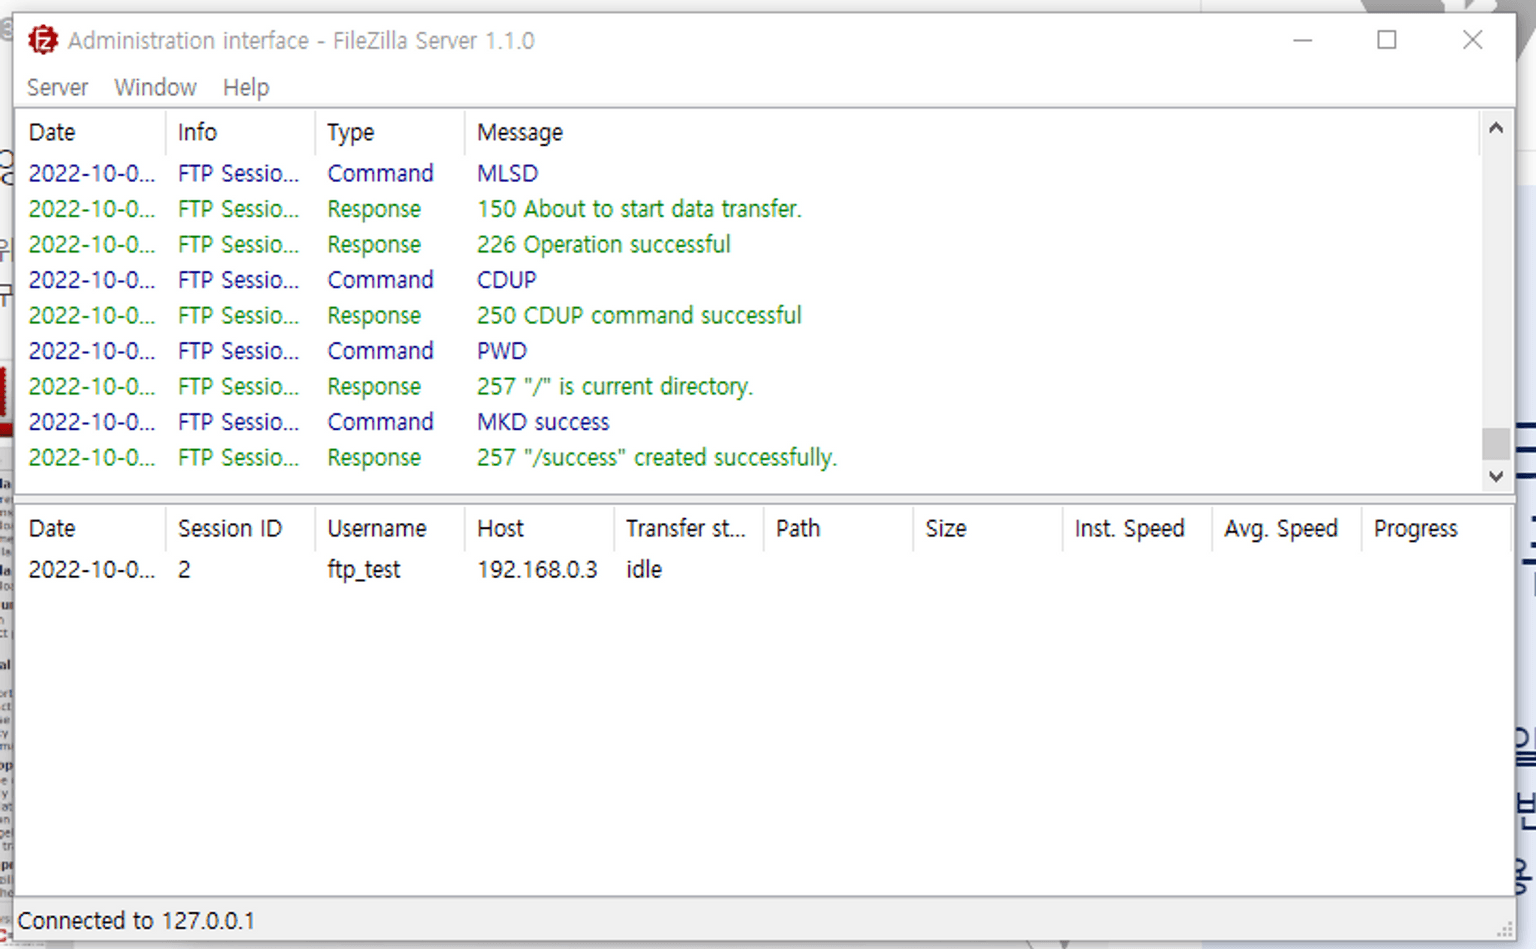 Administration interface - FileZilla Server 1.1.0
Server Window Help
Date Info Type Message
2022-10-0... FTP Sessio... Command MLSD
2022-10-0... FTP Sessio... Response 150 About to start data transfer.
2022-10-0... FTP Sessio... Response 226 Operation successful
2022-10-0... FTP Sessio... Command CDUP
2022-10-0... FTP Sessio... Response 250 CDUP command successful
2022-10-0... FTP Sessio... Command PWD
2022-10-0... FTP Sessio... Response 257 "/" is current directory.
2022-10-0... FTP Sessio... Command MKD success
2022-10-0... FTP Sessio... Response 257 "/success" created successfully.
Date Session ID Username Host Transfer st... Path Size Inst. Speed Avg. Speed Progress
2022-10-0... 2 ftp_test 192.168.0.3 idle
Connected to 127.0.0.1